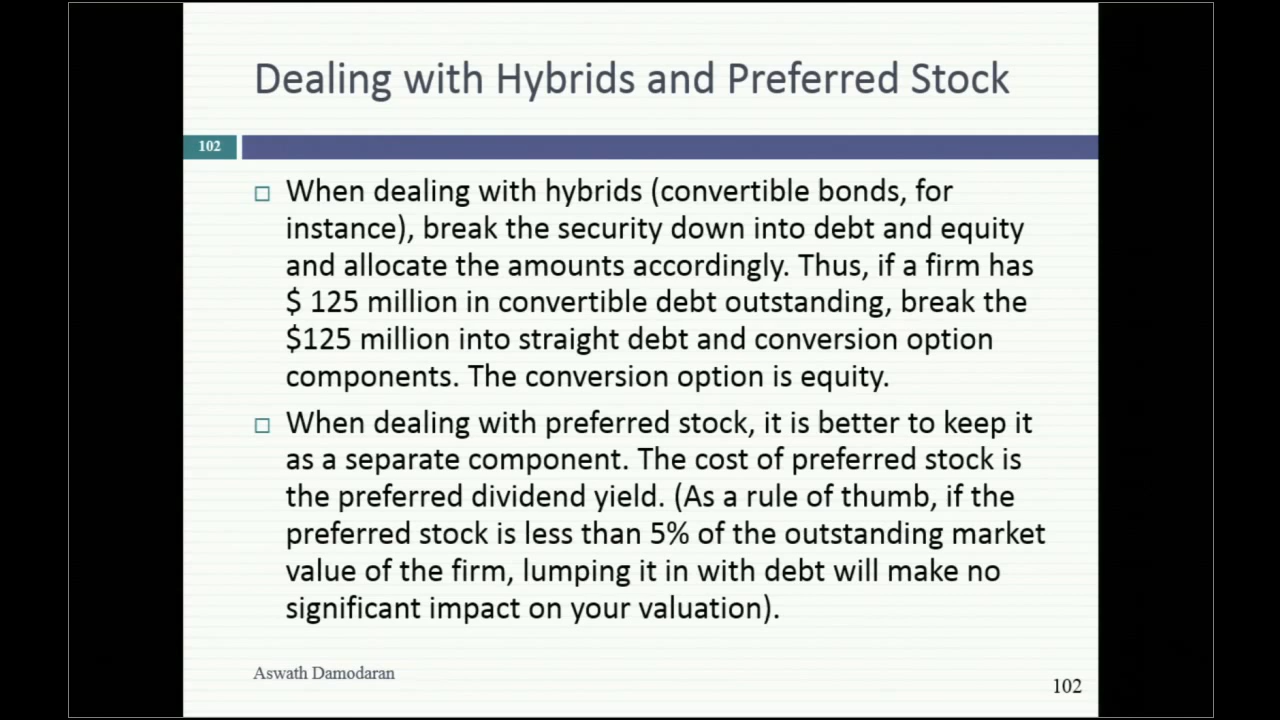 Dealing with Hybrids and Preferred Stock
102
When dealing with hybrids (convertible bonds, for
instance), break the security down into debt and equity
and allocate the amounts accordingly. Thus, if a firm has
$ 125 million in convertible debt outstanding, break the
$125 million into straight debt and conversion option
components. The conversion option is equity.
When dealing with preferred stock, it is better to keep it
as a separate component. The cost of preferred stock is
the preferred dividend yield. (As a rule of thumb, if the
preferred stock is less than 5% of the outstanding market
value of the firm, lumping it in with debt will make no
significant impact on your valuation).
Aswath Damodaran
102